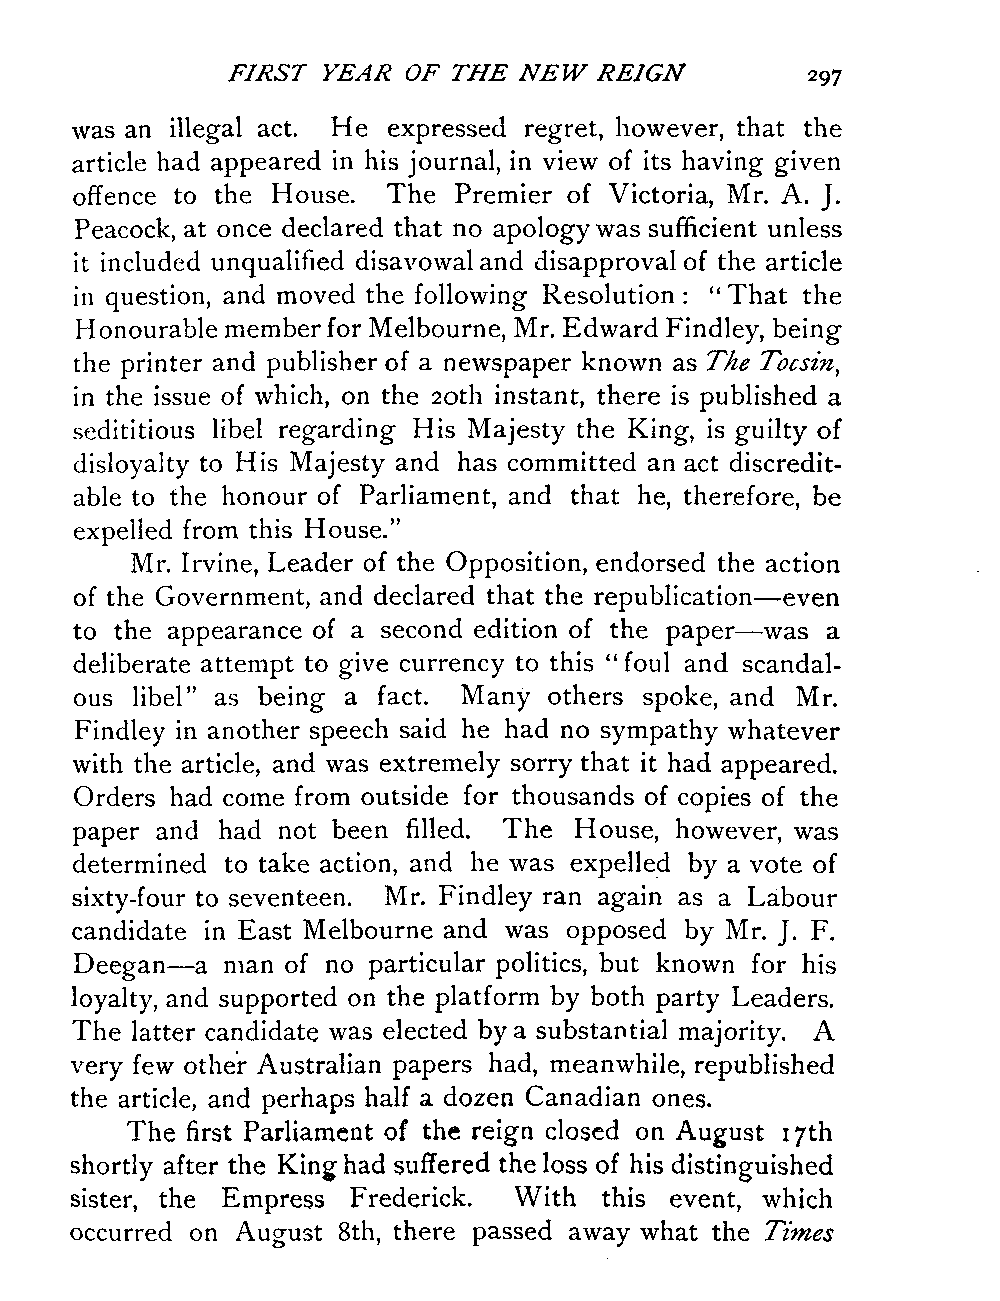 FIRST YEAR OF THE NEW REIGN 297
was an illegal act. He expressed regret, however, that the
article had appeared in his journal, in view of its having given
offence to the House. The Premier of Victoria, Mr. A. J.
Peacock, at once declared that no apology was sufficient unless
it included unqualified disavowal and disapproval of the article
in question, and moved the following Resolution : “ That the
Honourable member for Melbourne, Mr. Edward Findley, being
the printer and publisher of a newspaper known as The Tocsin,
in the issue of which, on the 20th instant, there is published a
sedititious libel regarding His Majesty the King, is guilty of
disloyalty to His Majesty and has committed an act discredit-
able to the honour of Parliament, and that he, therefore, be
expelled from this House.”
Mr. Irvine, Leader of the Opposition, endorsed the action
of the Government, and declared that the republication—even
to the appearance of a second edition of the paper—was a
deliberate attempt to give currency to this “ foul and scandal-
ous libel” as being a fact. Many others spoke, and Mr.
Findley in another speech said he had no sympathy whatever
with the article, and was extremely sorry that it had appeared.
Orders had come from outside for thousands of copies of the
paper and had not been filled. The House, however, was
determined to take action, and he was expelled by a vote of
sixty-four to seventeen. Mr. Findley ran again as a Labour
candidate in East Melbourne and was opposed by Mr. J. F.
Deegan—a man of no particular politics, but known for his
loyalty, and supported on the platform by both party Leaders.
The latter candidate was elected by a substantial majority. A
very few other Australian papers had, meanwhile, republished
the article, and perhaps half a dozen Canadian ones.
The first Parliament of the reign closed on August 17th
shortly after the King had suffered the loss of his distinguished
sister, the Empress Frederick. With this event, which
occurred on August 8th, there passed away what the Times